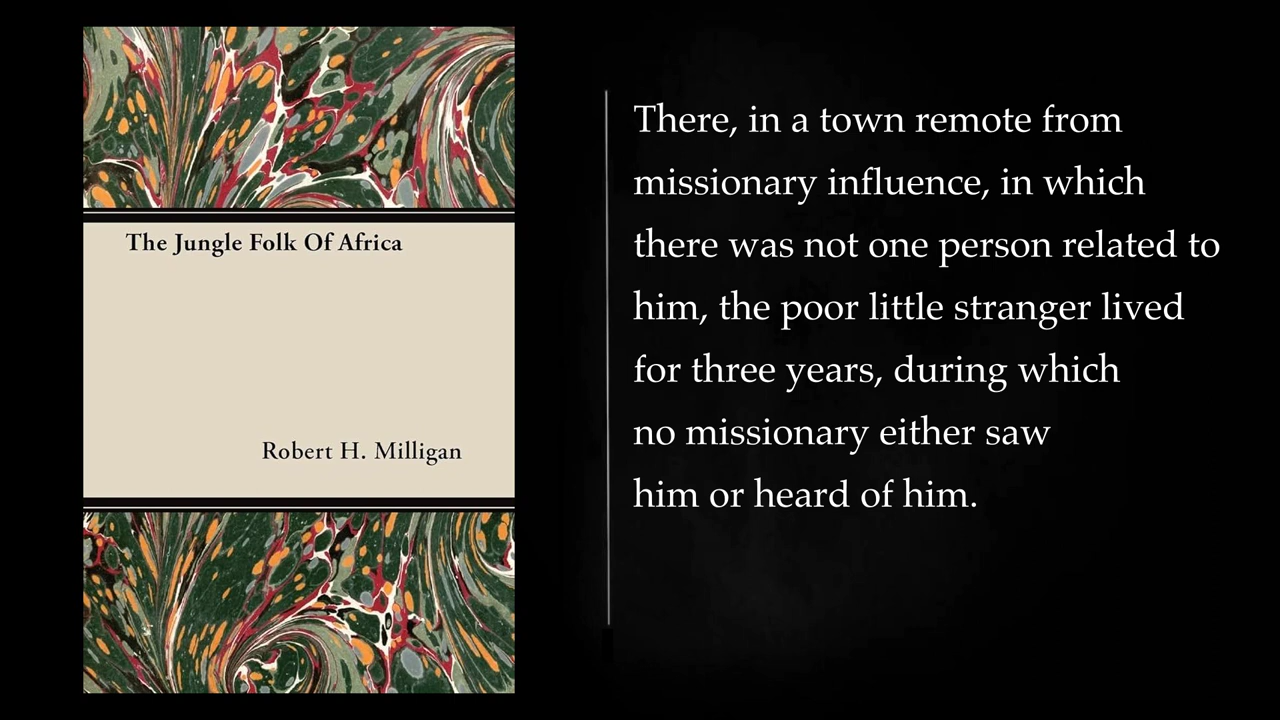 The Jungle Folk Of Africa
Robert H. Milligan
There, in a town remote from
missionary influence, in which
there was not one person related to
him, the poor little stranger lived
for three years, during which
no missionary either saw
him or heard of him.